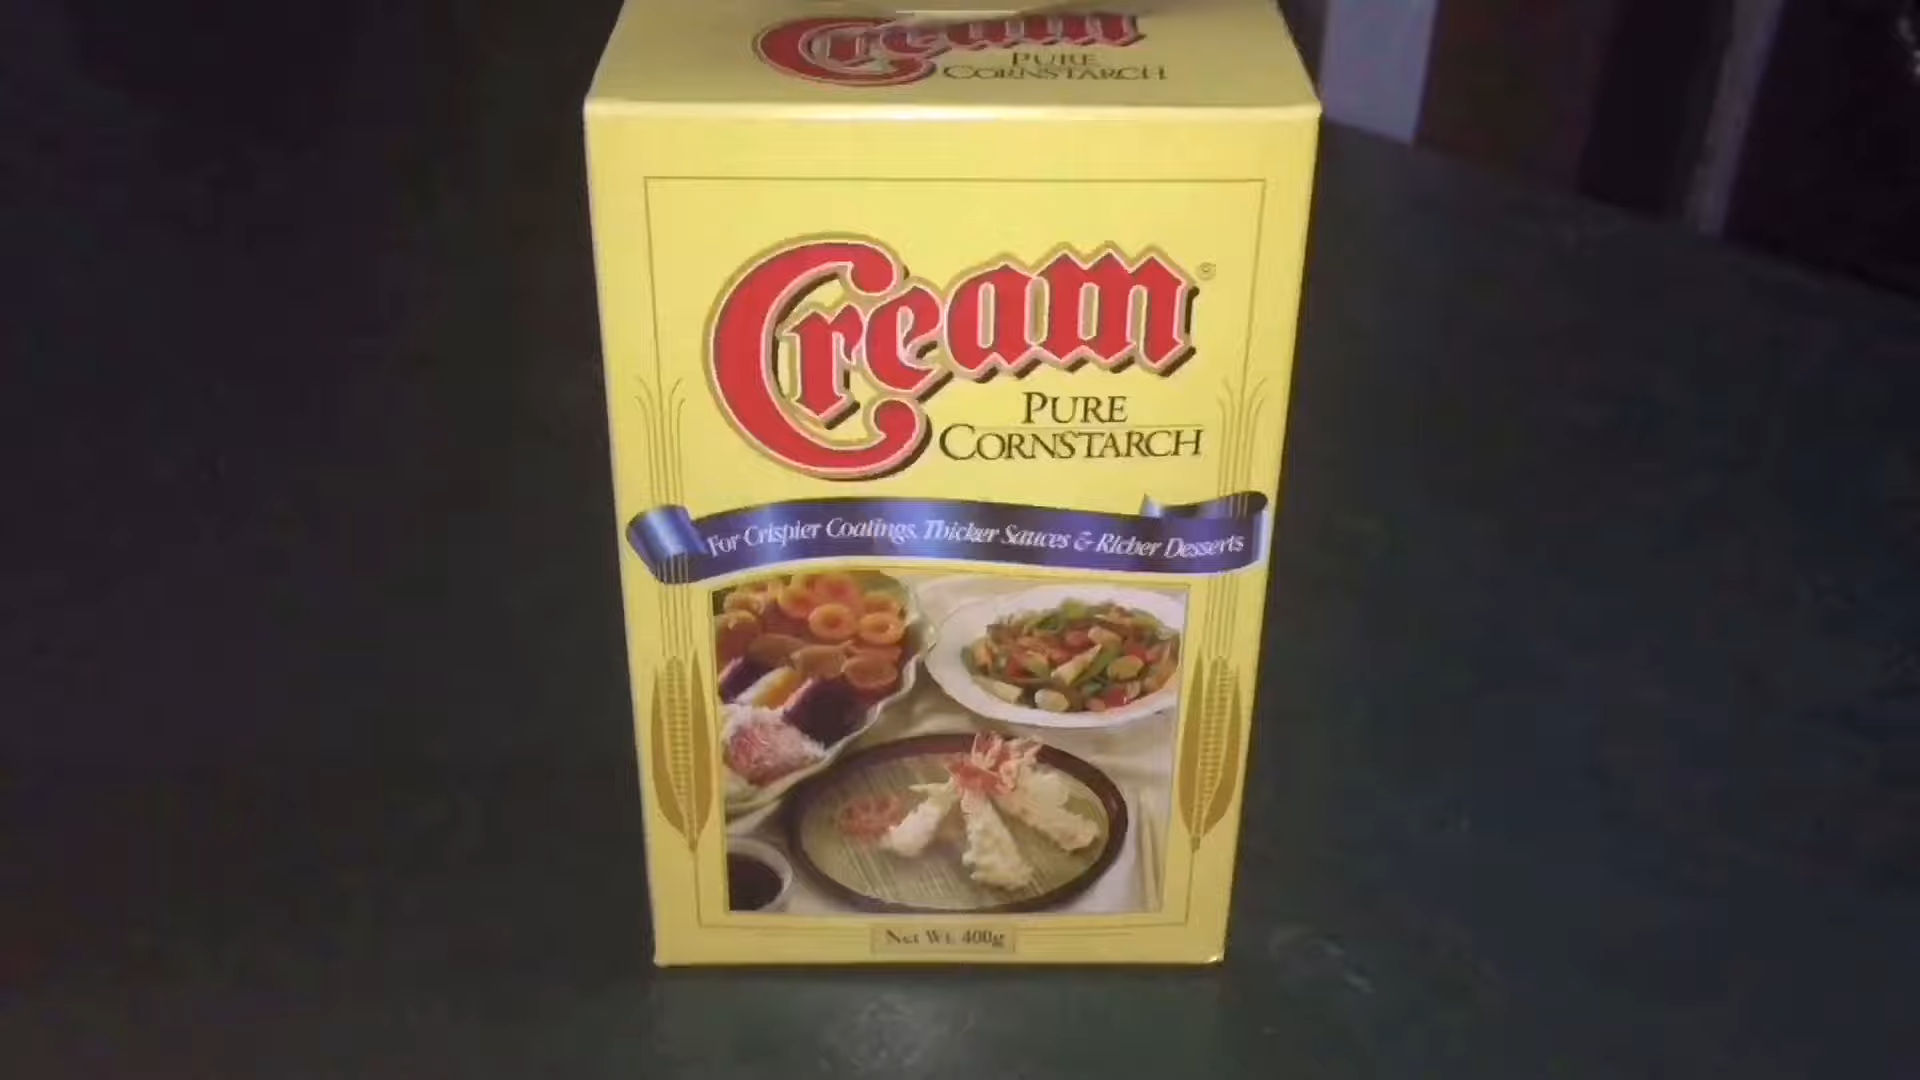 Cream
PURE
CORNSTARCH
Cream®
PURE
CORNSTARCH
For Crispier Coatings, Thicker Sauces & Richer Desserts
Net Wt. 400g